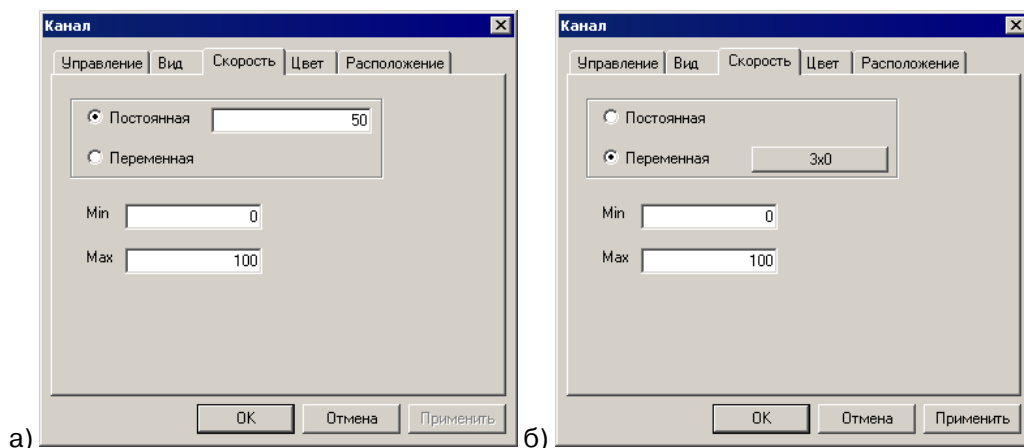 Канал
Управление Вид Скорость Цвет Расположение
Постоянная 50
Переменная
Min 0
Max 100
OK Отмена Применить
а)
Канал
Управление Вид Скорость Цвет Расположение
Постоянная
Переменная 3x0
Min 0
Max 100
OK Отмена Применить
б)